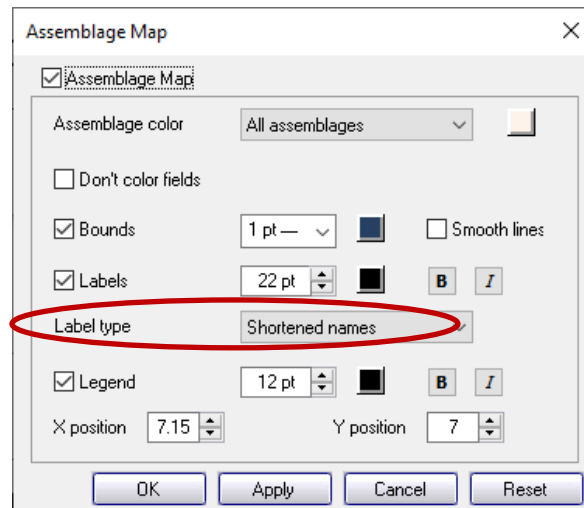 Assemblage Map
Assemblage Map
Assemblage color All assemblages
Don't color fields
Bounds 1 pt — Smooth lines
Labels 22 pt B I
Label type Shortened names
Legend 12 pt B I
X position 7.15 Y position 7
OK Apply Cancel Reset